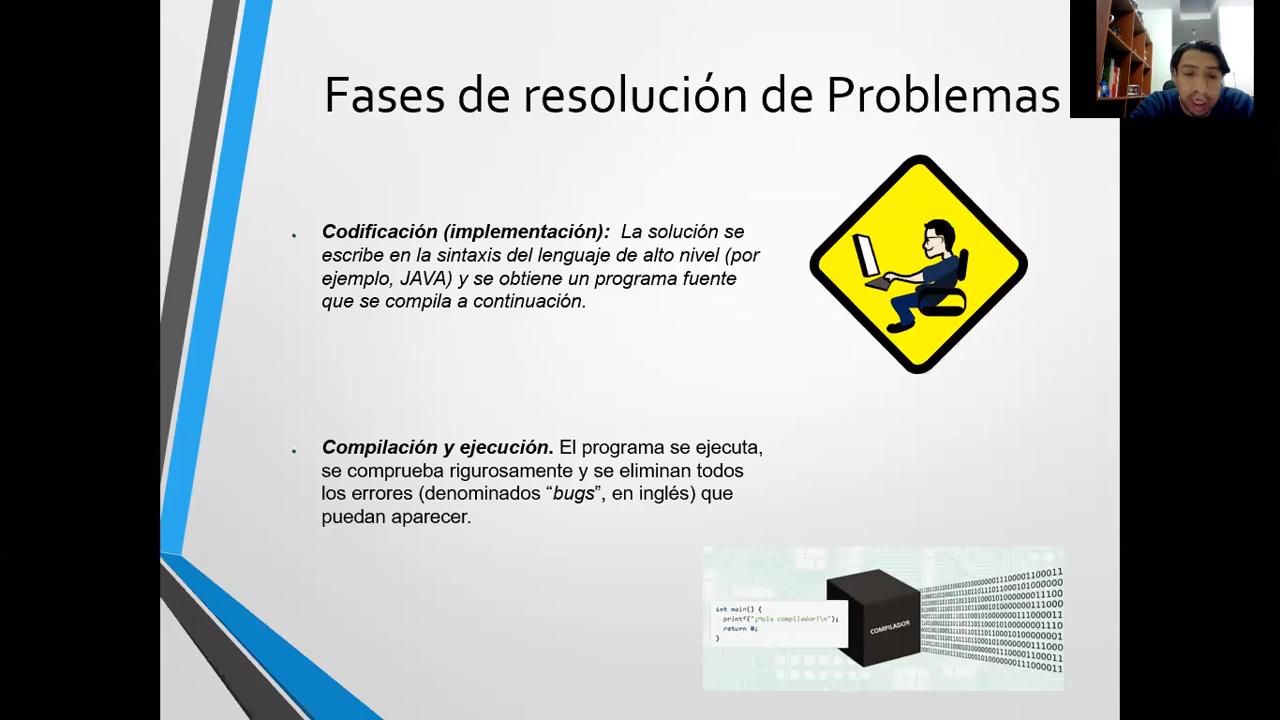 Fases de resolución de Problemas
Codificación (implementación): La solución se
escribe en la sintaxis del lenguaje de alto nivel (por
ejemplo, JAVA) y se obtiene un programa fuente
que se compila a continuación.
Compilación y ejecución. El programa se ejecuta,
se comprueba rigurosamente y se eliminan todos
los errores (denominados “bugs”, en inglés) que
puedan aparecer.
int main() {
printf("¡Hola compilador!\n");
return 0;
}
COMPILADOR